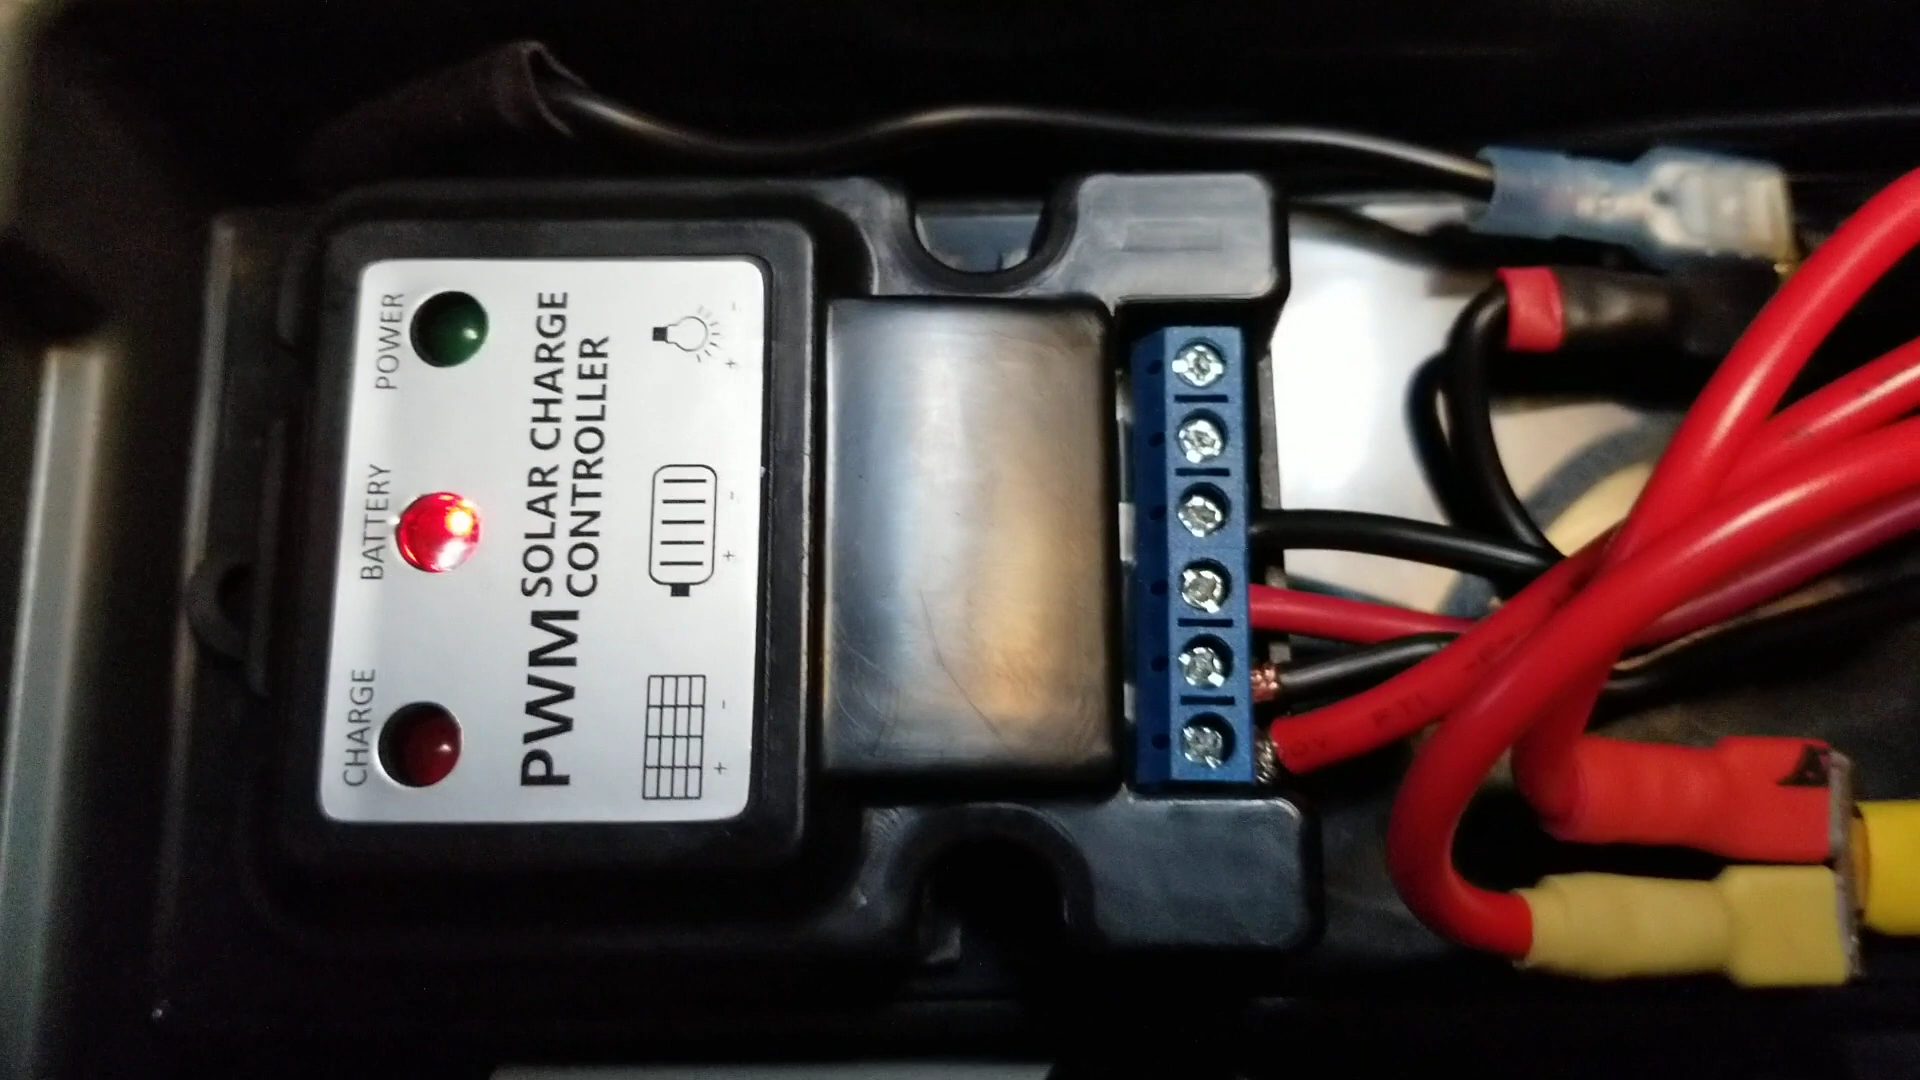 POWER
BATTERY
CHARGE
PWM SOLAR CHARGE
CONTROLLER
- +
- +
- +